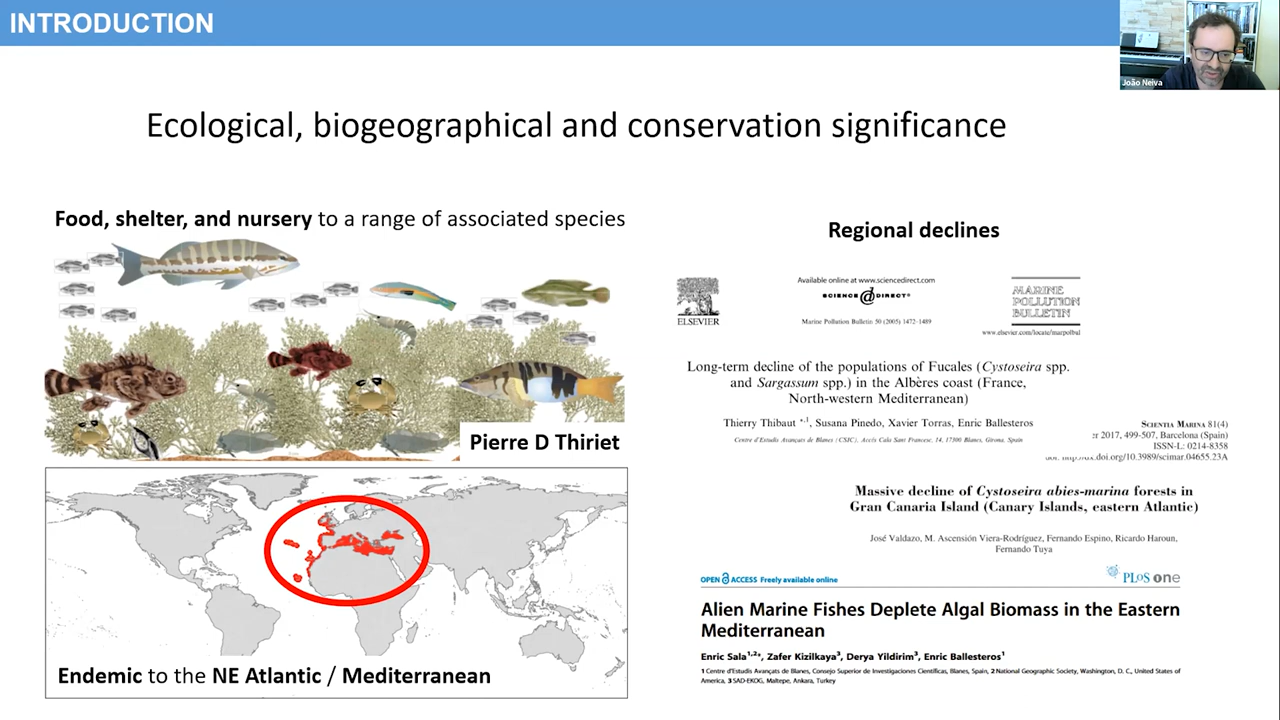 INTRODUCTION
João Neiva
Ecological, biogeographical and conservation significance
Food, shelter, and nursery to a range of associated species
Pierre D Thiriet
Endemic to the NE Atlantic / Mediterranean
Regional declines
ELSEVIER
Available online at www.sciencedirect.com
SCIENCE @ DIRECT®
Marine Pollution Bulletin 50 (2005) 1472–1489
MARINE
POLLUTION
BULLETIN
www.elsevier.com/locate/marpolbul
Long-term decline of the populations of Fucales (Cystoseira spp.
and Sargassum spp.) in the Albères coast (France,
North-western Mediterranean)
Thierry Thibaut *,1, Susana Pinedo, Xavier Torras, Enric Ballesteros
Centre d'Estudis Avançats de Blanes (CSIC), Accés Cala Sant Francesc, 14, 17300 Blanes, Girona, Spain
SCIENTIA MARINA 81(4)
2017, 499-507, Barcelona (Spain)
ISSN-L: 0214-8358
doi: http://dx.doi.org/10.3989/scimar.04655.23A
Massive decline of Cystoseira abies-marina forests in
Gran Canaria Island (Canary Islands, eastern Atlantic)
José Valdazo, M. Ascensión Viera-Rodríguez, Fernando Espino, Ricardo Haroun,
Fernando Tuya
OPEN ACCESS Freely available online
PLoS one
Alien Marine Fishes Deplete Algal Biomass in the Eastern
Mediterranean
Enric Sala1,2*, Zafer Kizilkaya3, Derya Yildirim3, Enric Ballesteros1
1 Centre d'Estudis Avançats de Blanes, Consejo Superior de Investigaciones Científicas, Blanes, Spain, 2 National Geographic Society, Washington, D. C., United States of
America, 3 SAD-EKOG, Maltepe, Ankara, Turkey